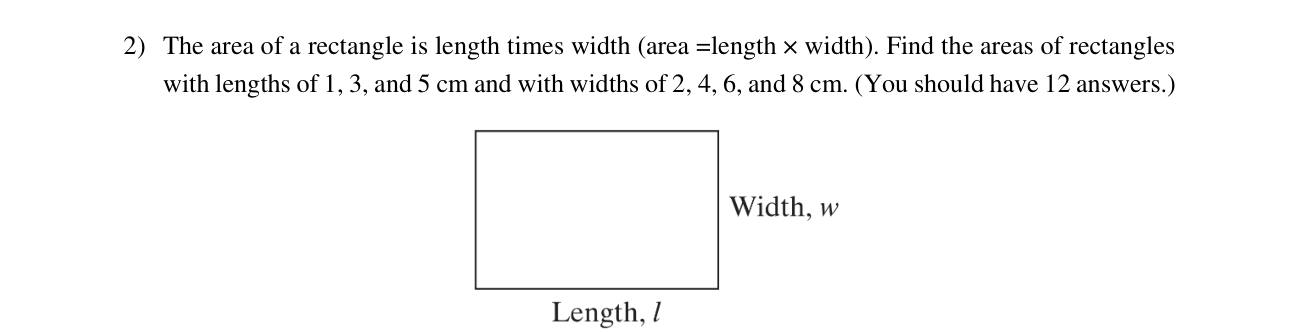 2) The area of a rectangle is length times width (area =length × width). Find the areas of rectangles
with lengths of 1, 3, and 5 cm and with widths of 2, 4, 6, and 8 cm. (You should have 12 answers.)
Width, w
Length, l